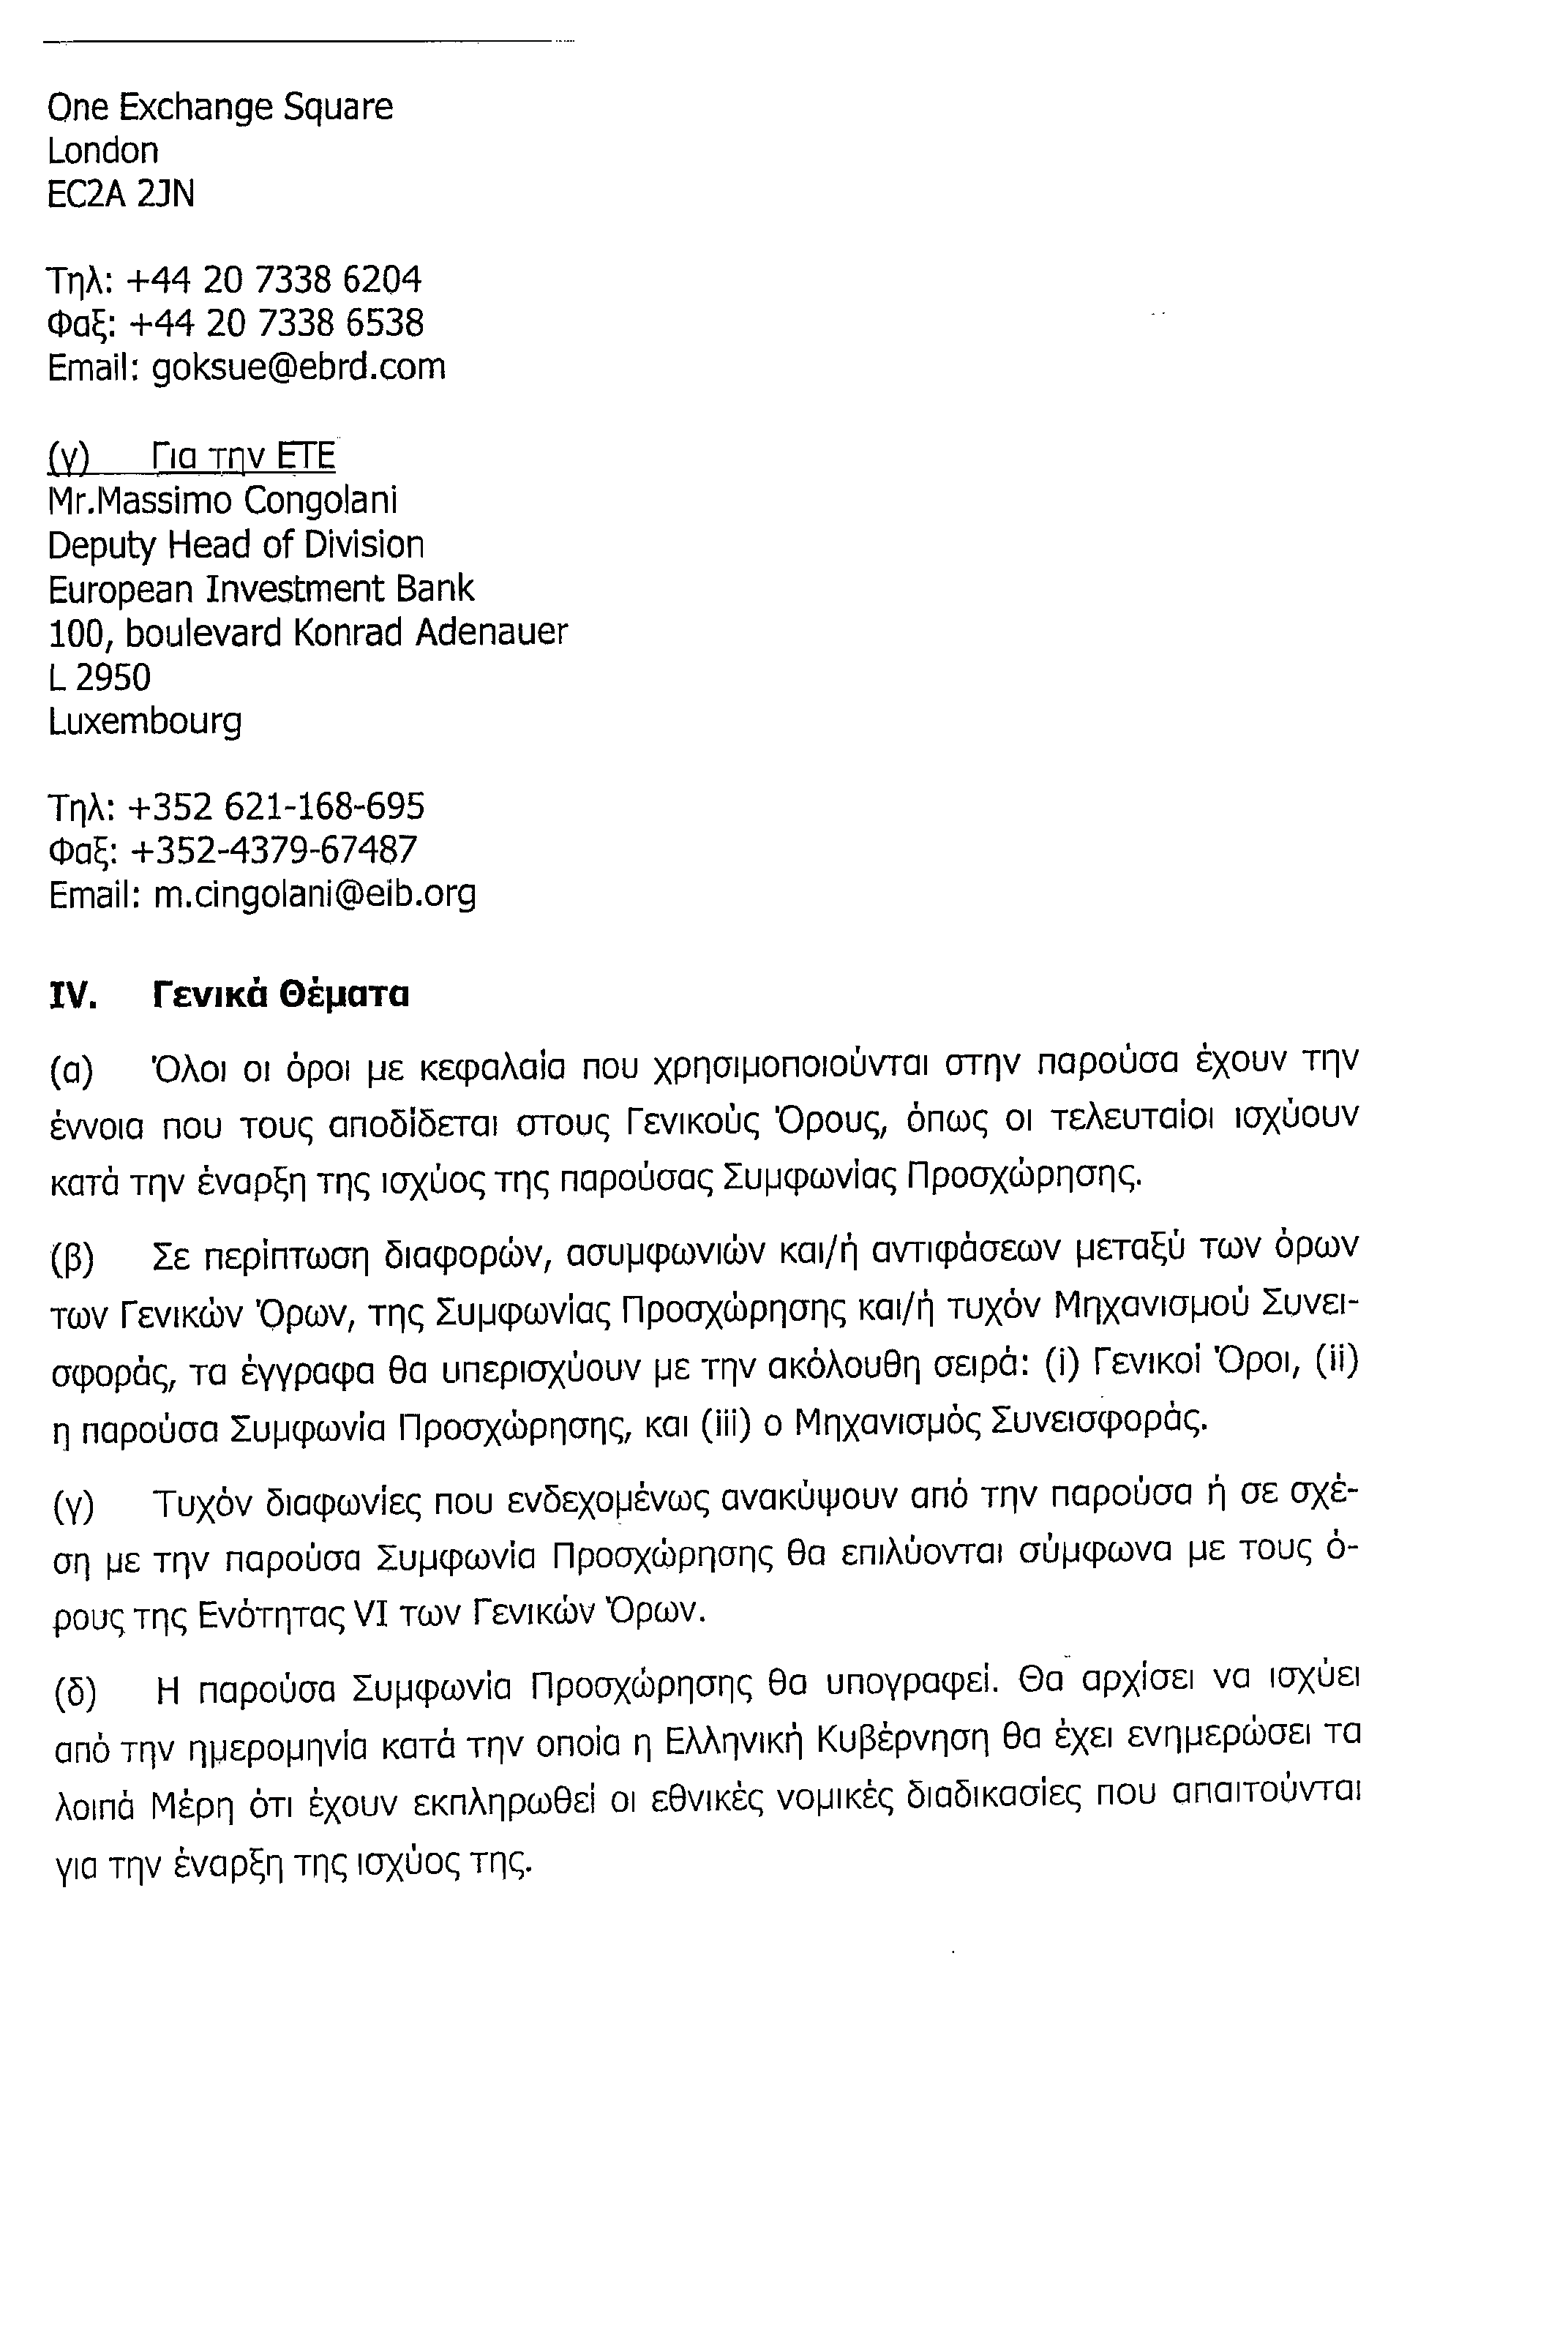 One Exchange Square
London
EC2A 2JN
Τηλ: +44 20 7338 6204
Φαξ: +44 20 7338 6538
Email: goksue@ebrd.com
(γ) Για την ΕΤΕ
Mr.Massimo Congolani
Deputy Head of Division
European Investment Bank
100, boulevard Konrad Adenauer
L 2950
Luxembourg
Τηλ: +352 621-168-695
Φαξ: +352-4379-67487
Email: m.cingolani@eib.org
IV. Γενικά Θέματα
(α) Όλοι οι όροι με κεφαλαία που χρησιμοποιούνται στην παρούσα έχουν την
έννοια που τους αποδίδεται στους Γενικούς Όρους, όπως οι τελευταίοι ισχύουν
κατά την έναρξη της ισχύος της παρούσας Συμφωνίας Προσχώρησης.
(β) Σε περίπτωση διαφορών, ασυμφωνιών και/ή αντιφάσεων μεταξύ των όρων
των Γενικών Όρων, της Συμφωνίας Προσχώρησης και/ή τυχόν Μηχανισμού Συνει-
σφοράς, τα έγγραφα θα υπερισχύουν με την ακόλουθη σειρά: (i) Γενικοί Όροι, (ii)
η παρούσα Συμφωνία Προσχώρησης, και (iii) ο Μηχανισμός Συνεισφοράς.
(γ) Τυχόν διαφωνίες που ενδεχομένως ανακύψουν από την παρούσα ή σε σχέ-
ση με την παρούσα Συμφωνία Προσχώρησης θα επιλύονται σύμφωνα με τους ό-
ρους της Ενότητας VI των Γενικών Όρων.
(δ) Η παρούσα Συμφωνία Προσχώρησης θα υπογραφεί. Θα αρχίσει να ισχύει
από την ημερομηνία κατά την οποία η Ελληνική Κυβέρνηση θα έχει ενημερώσει τα
λοιπά Μέρη ότι έχουν εκπληρωθεί οι εθνικές νομικές διαδικασίες που απαιτούνται
για την έναρξη της ισχύος της.